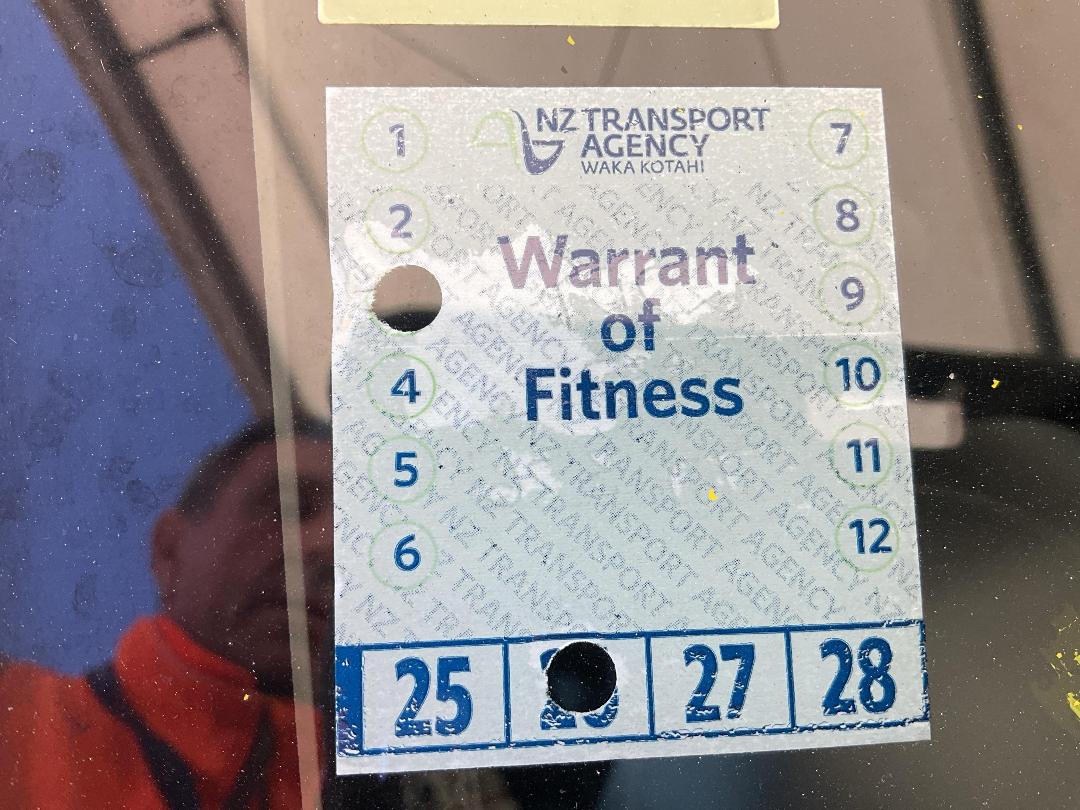 NZ TRANSPORT
AGENCY
WAKA KOTAHI
Warrant
of
Fitness
1
2
4
5
6
7
8
9
10
11
12
25
27
28